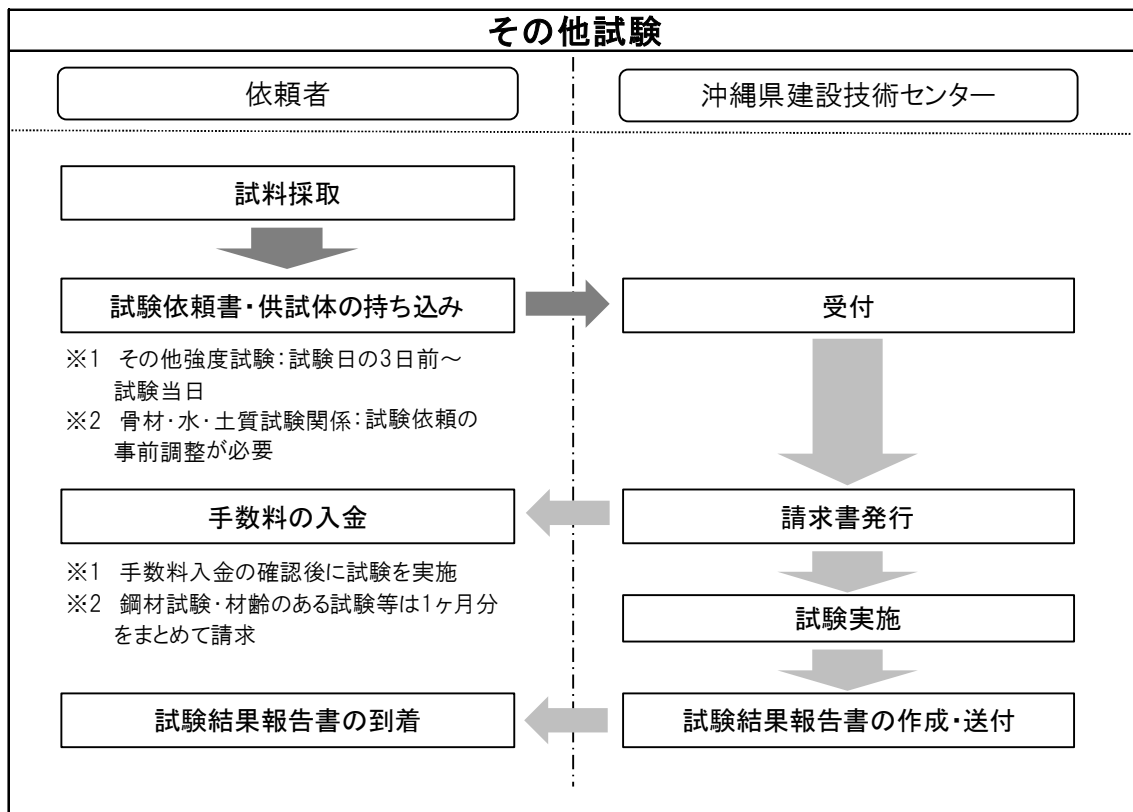 その他試験
依頼者
沖縄県建設技術センター
試料採取
試験依頼書・供試体の持ち込み
受付
※1 その他強度試験：試験日の3日前～
試験当日
※2 骨材・水・土質試験関係：試験依頼の
事前調整が必要
手数料の入金
請求書発行
※1 手数料入金の確認後に試験を実施
※2 鋼材試験・材齢のある試験等は1ヶ月分
をまとめて請求
試験実施
試験結果報告書の到着
試験結果報告書の作成・送付